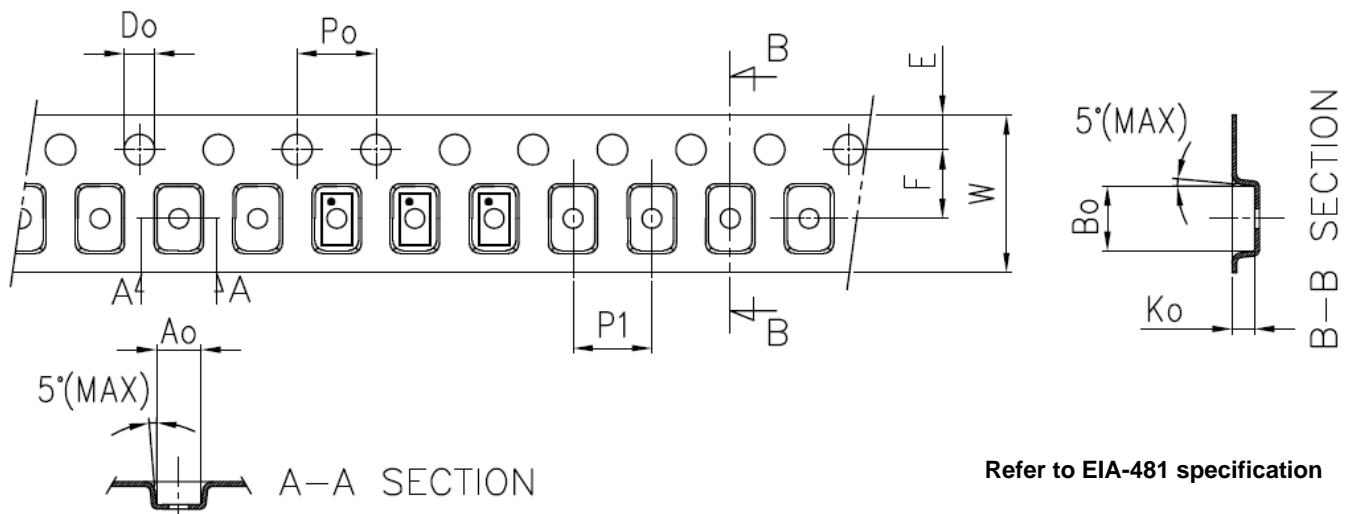 Do
Po
B
E
F
W
A
A
P1
B
Ao
5°(MAX)
A-A SECTION
5°(MAX)
Bo
Ko
B-B SECTION
Refer to EIA-481 specification